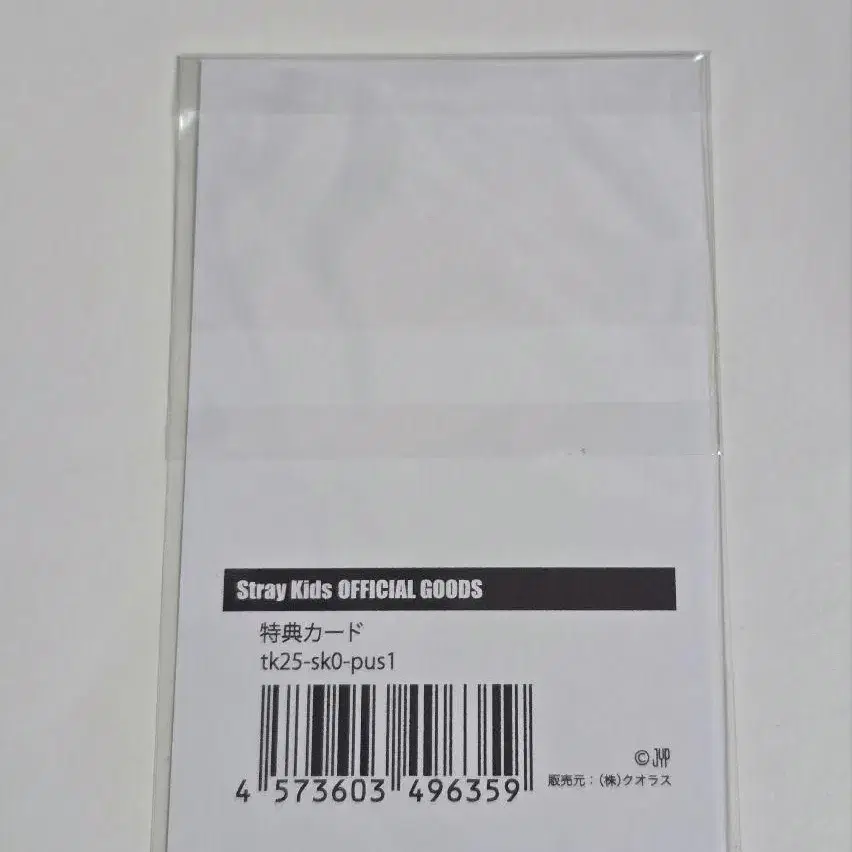 Stray Kids OFFICIAL GOODS
特典カード
tk25-sk0-pus1
4 573603 496359
© JYP
販売元：(株)クオラス